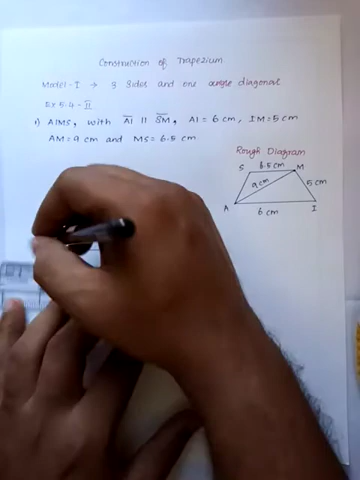 Construction of Trapezium
Model-I → 3 sides and one diagonal
Ex 5.4 - II
1) AIMS, with AI || SM, AI = 6 cm, IM = 5 cm
AM = 9 cm and MS = 6.5 cm
Rough Diagram
S 6.5 cm M
9 cm 5 cm
A 6 cm I